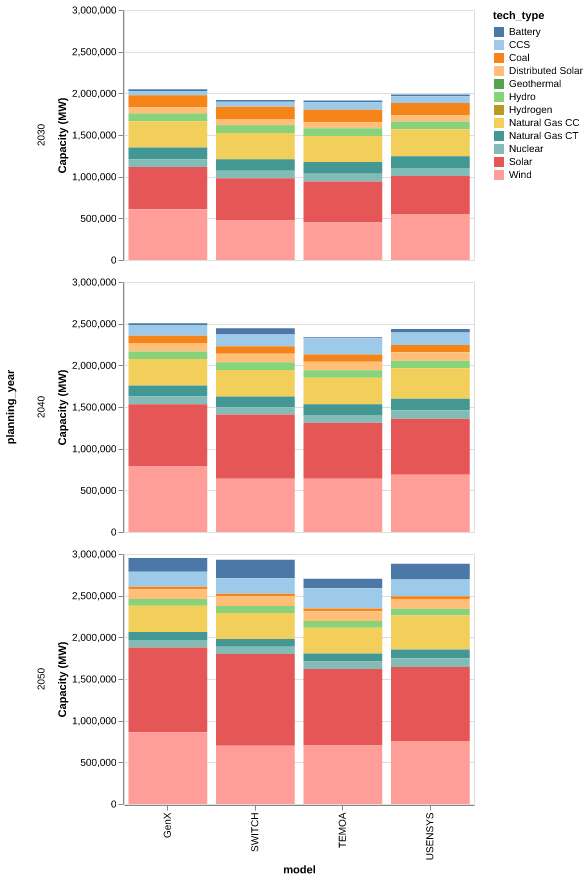 tech_type
Battery
CCS
Coal
Distributed Solar
Geothermal
Hydro
Hydrogen
Natural Gas CC
Natural Gas CT
Nuclear
Solar
Wind
planning_year
2030
Capacity (MW)
3,000,000
2,500,000
2,000,000
1,500,000
1,000,000
500,000
0
2040
Capacity (MW)
3,000,000
2,500,000
2,000,000
1,500,000
1,000,000
500,000
0
2050
Capacity (MW)
3,000,000
2,500,000
2,000,000
1,500,000
1,000,000
500,000
0
GenX
SWITCH
TEMOA
USENSYS
model